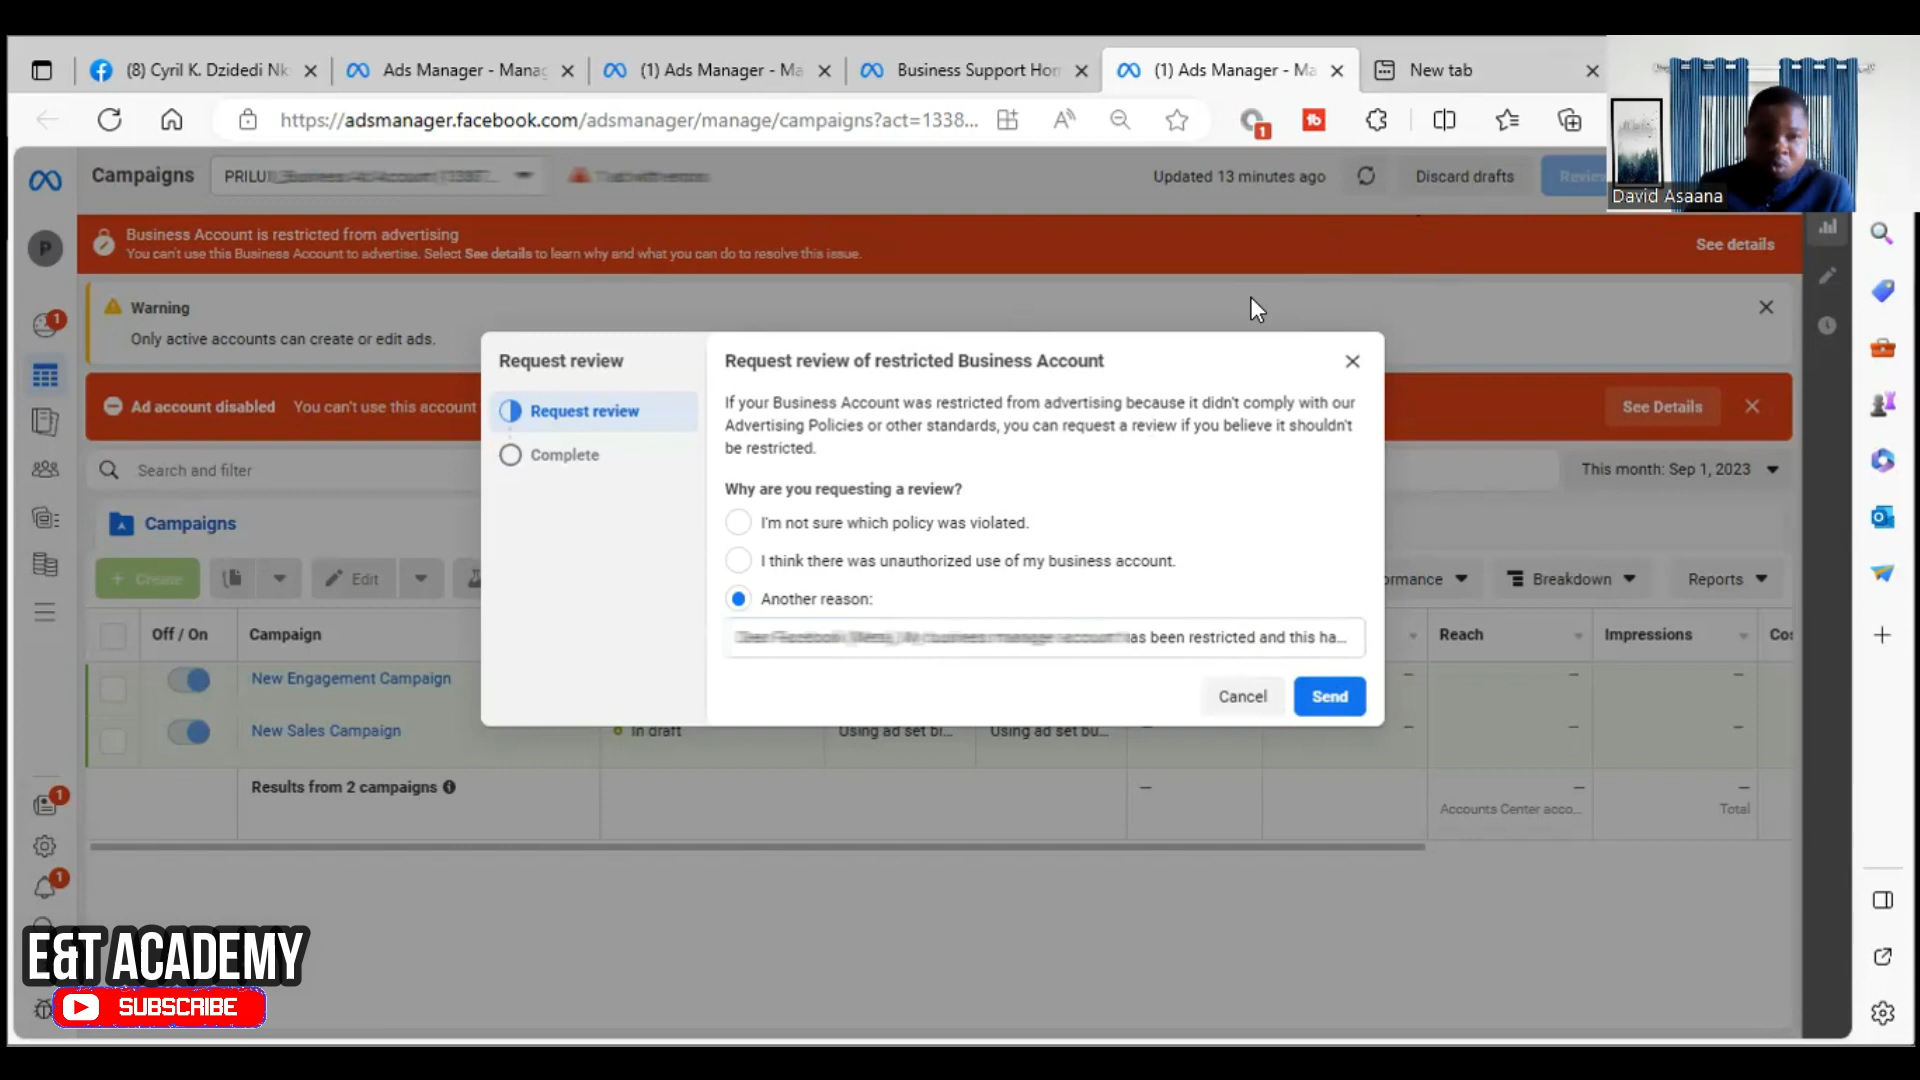 (8) Cyril K. Dzidedi Nk
Ads Manager - Manag
(1) Ads Manager - Ma
Business Support Hom
(1) Ads Manager - Ma
New tab
https://adsmanager.facebook.com/adsmanager/manage/campaigns?act=1338...
1
David Asaana
Campaigns
PRILU
Updated 13 minutes ago
Discard drafts
Review
P
Business Account is restricted from advertising
You can't use this Business Account to advertise. Select See details to learn why and what you can do to resolve this issue.
See details
Warning
Only active accounts can create or edit ads.
1
Ad account disabled You can't use this account
See Details
Search and filter
This month: Sep 1, 2023
Request review
Request review
Complete
Request review of restricted Business Account
If your Business Account was restricted from advertising because it didn't comply with our
Advertising Policies or other standards, you can request a review if you believe it shouldn't
be restricted.
Why are you requesting a review?
I'm not sure which policy was violated.
I think there was unauthorized use of my business account.
Another reason:
has been restricted and this ha...
Cancel
Send
Campaigns
+ Create
Edit
ormance
Breakdown
Reports
Off / On
Campaign
Reach
Impressions
Cos
New Engagement Campaign
— — —
New Sales Campaign
In draft
Using ad set bi...
Using ad set bu...
— — — —
Results from 2 campaigns
— — —
Accounts Center acco...
Total
1
1
E&T ACADEMY
SUBSCRIBE